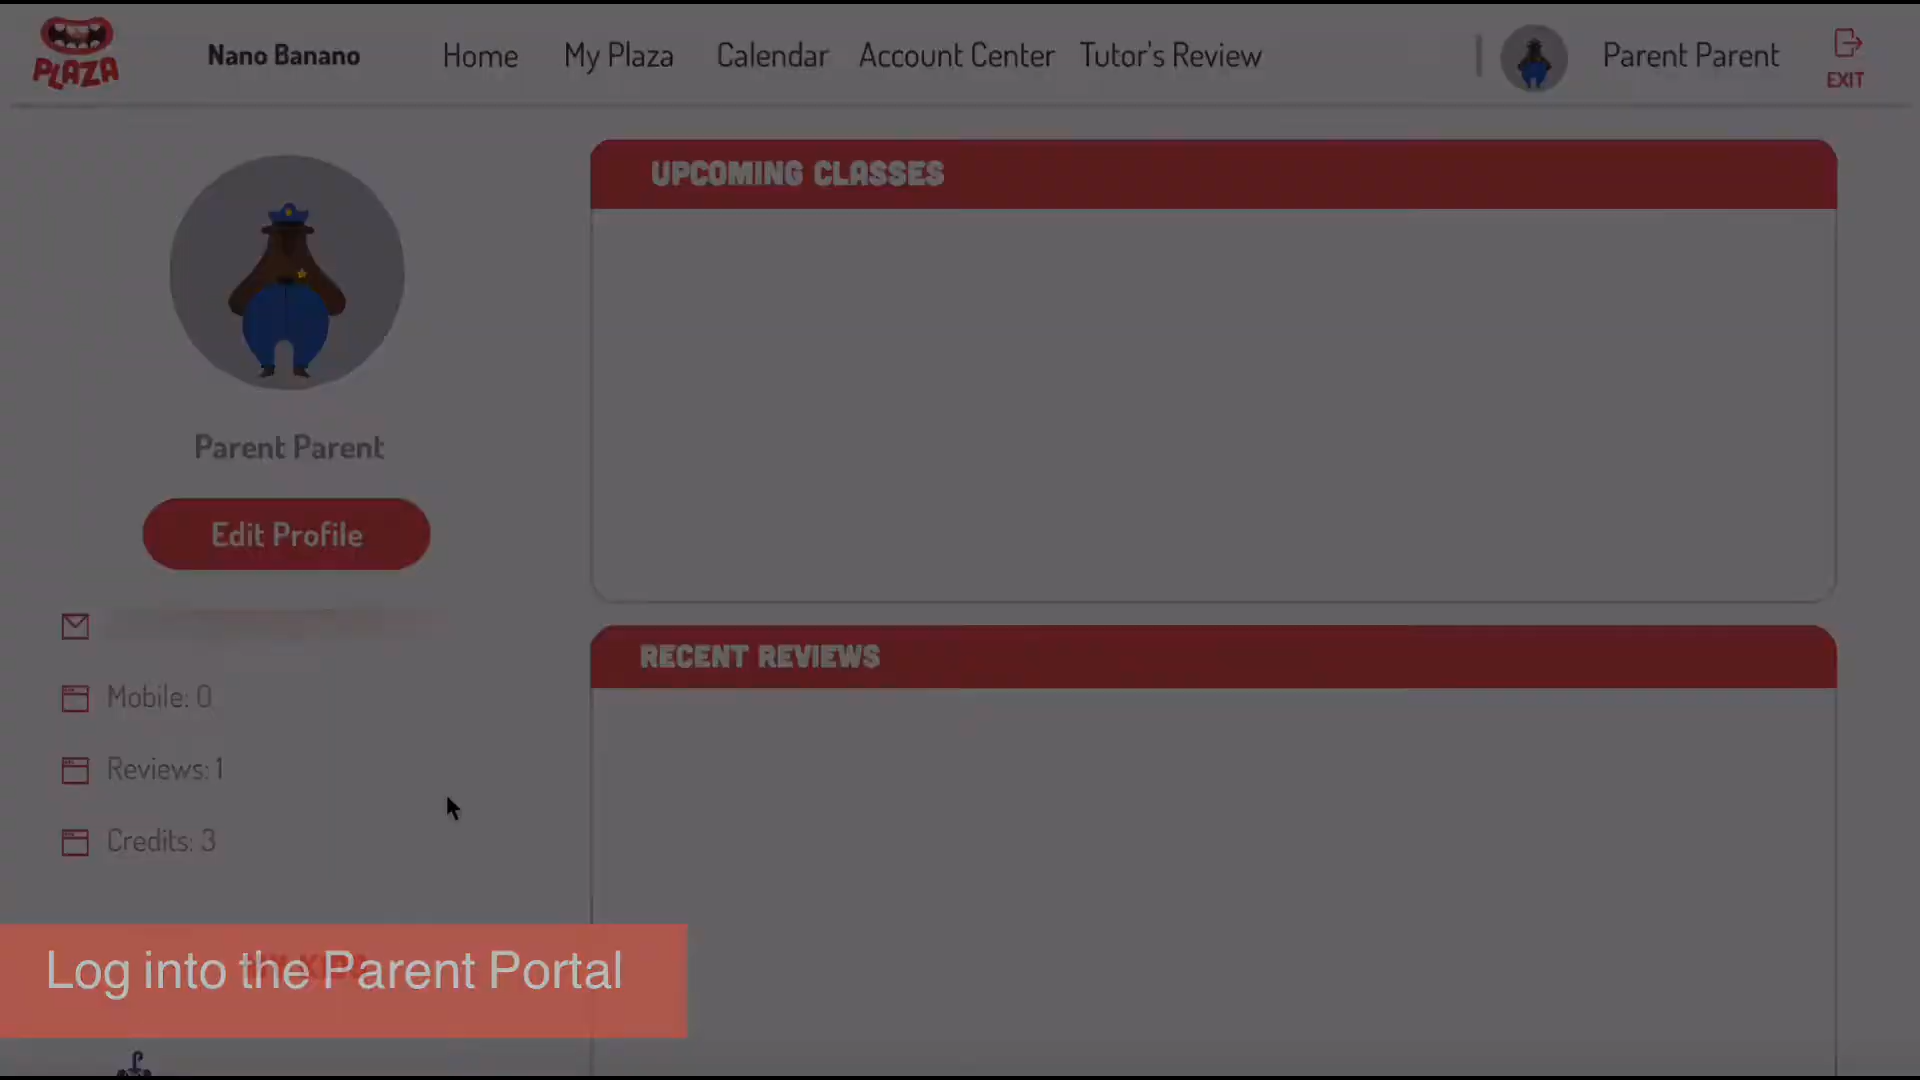 PLAZA
Nano Banano
Home
My Plaza
Calendar
Account Center
Tutor's Review
Parent Parent
EXIT
UPCOMING CLASSES
Parent Parent
Edit Profile
RECENT REVIEWS
Mobile: 0
Reviews: 1
Credits: 3
Log into the Parent Portal